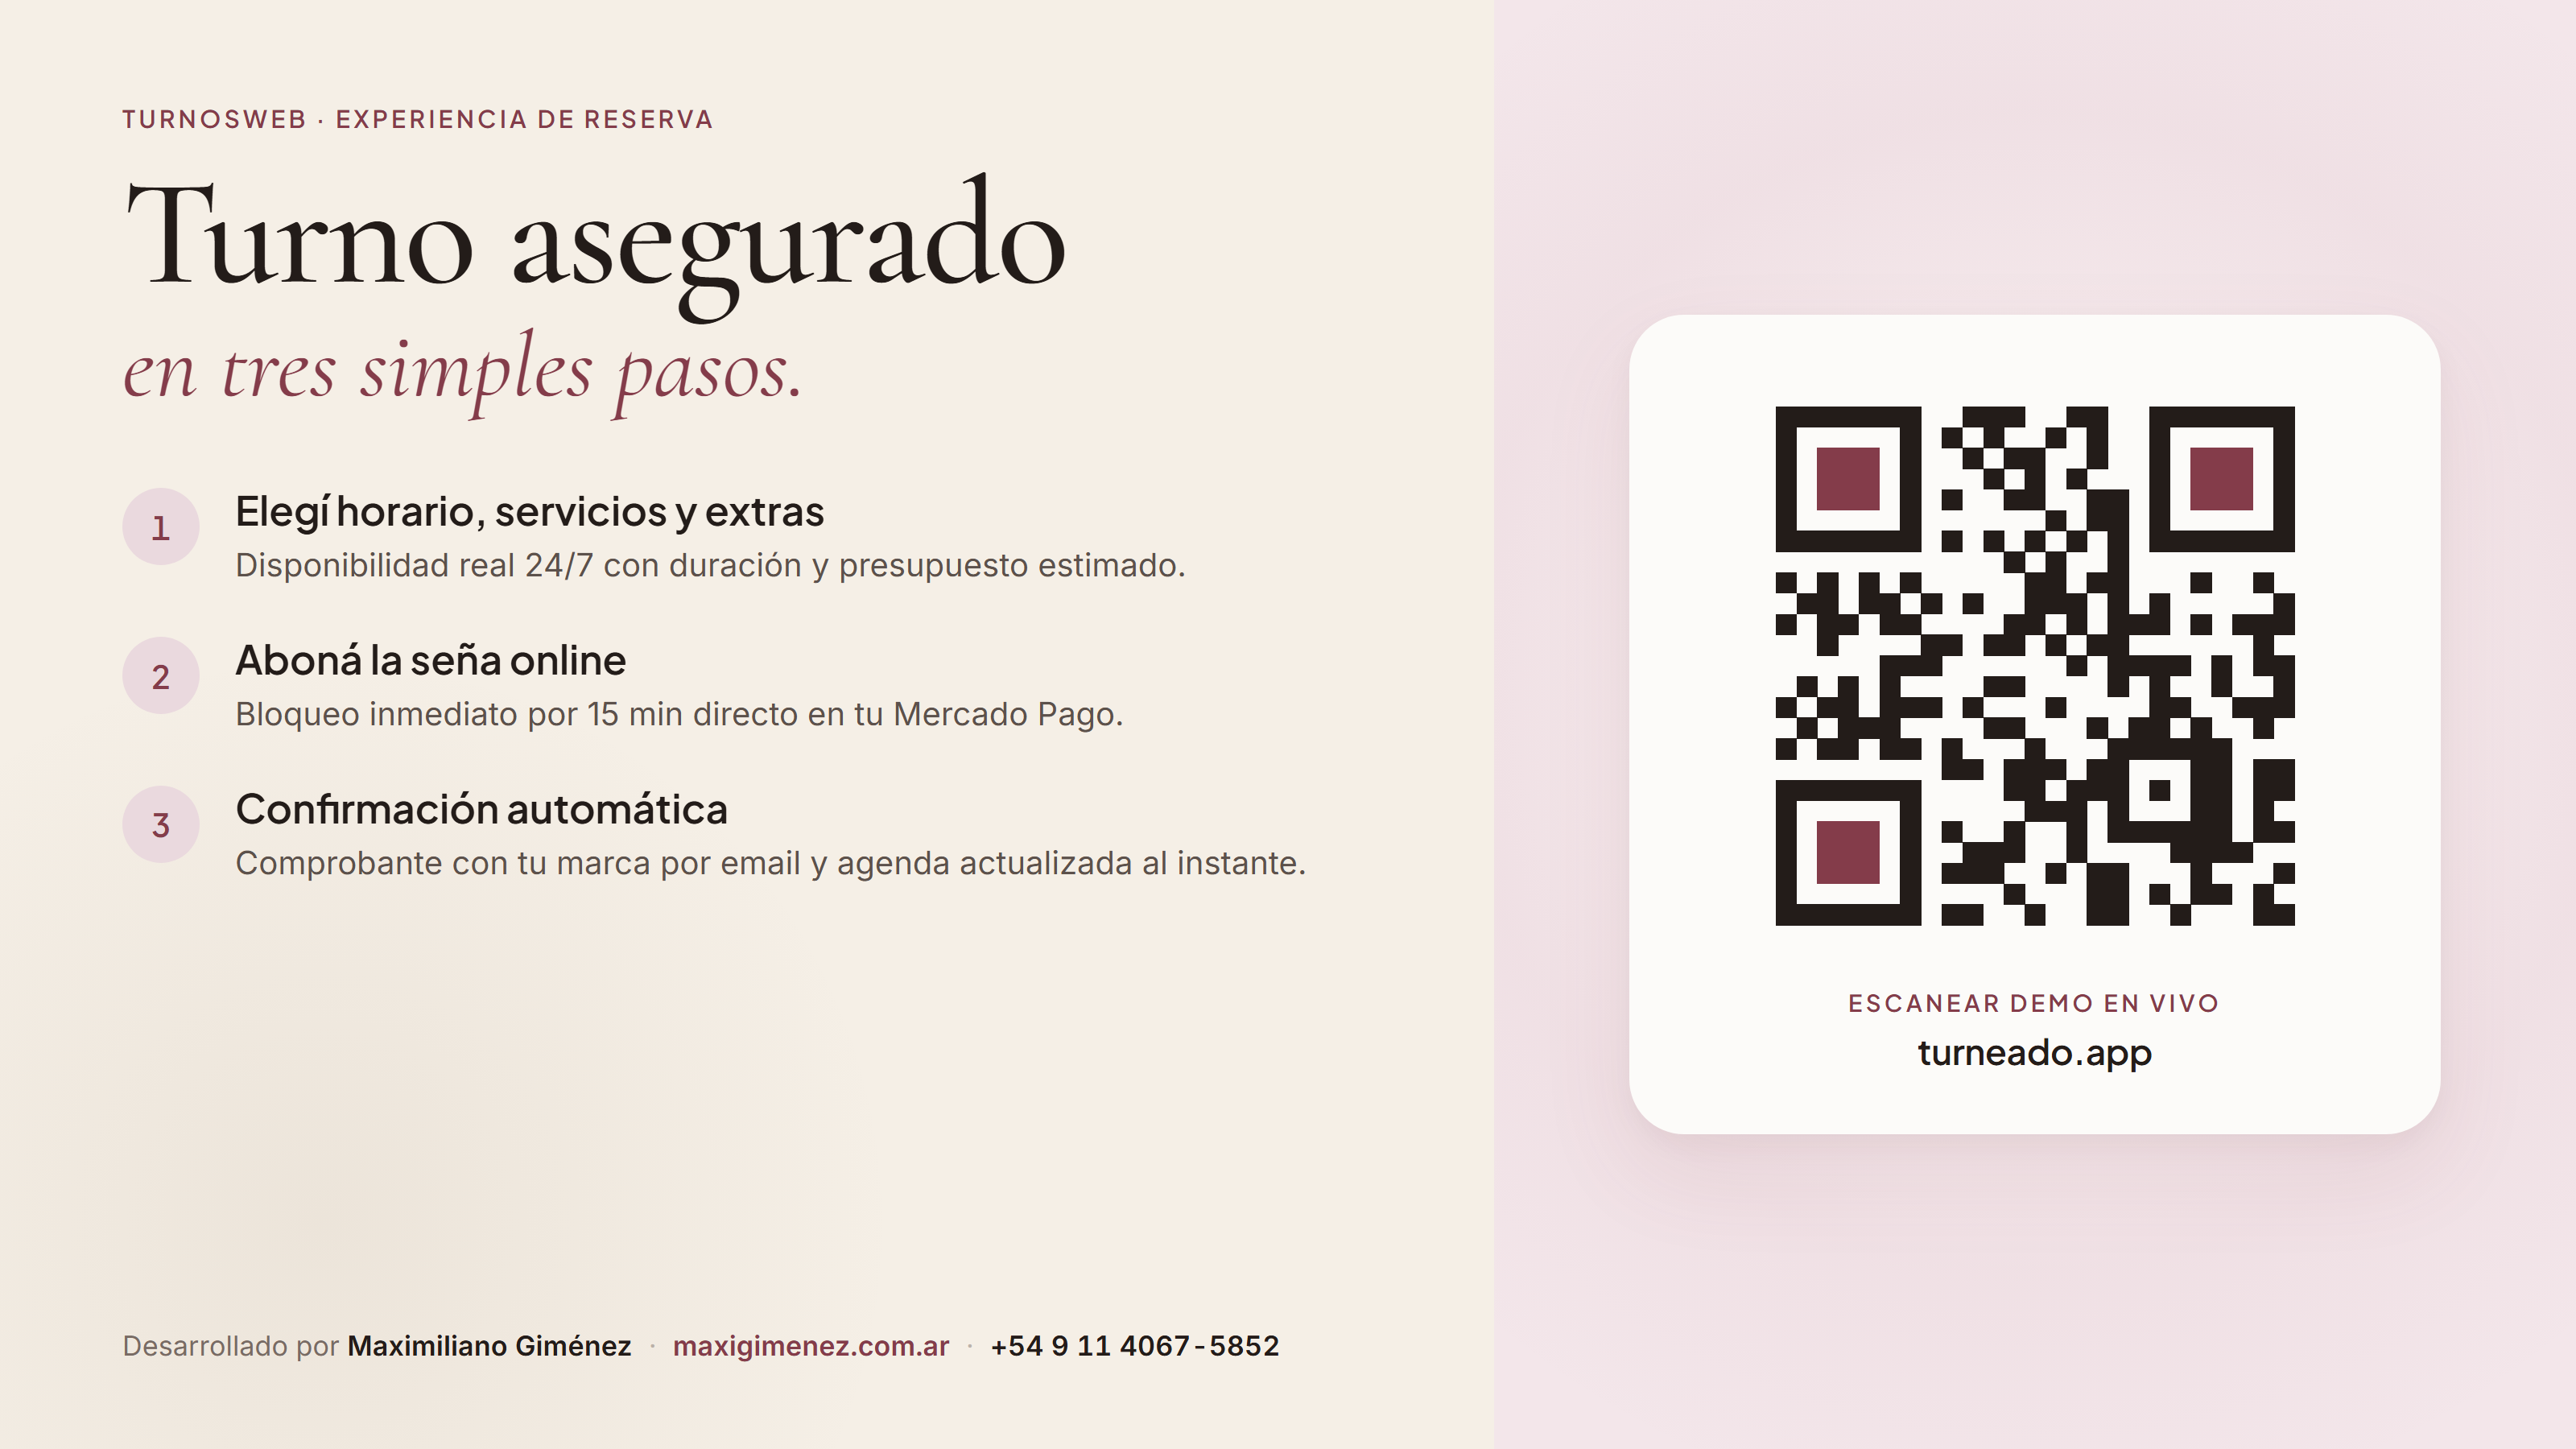 TURNOSWEB · EXPERIENCIA DE RESERVA
Turno asegurado
en tres simples pasos.
1
Elegí horario, servicios y extras
Disponibilidad real 24/7 con duración y presupuesto estimado.
2
Aboná la seña online
Bloqueo inmediato por 15 min directo en tu Mercado Pago.
3
Confirmación automática
Comprobante con tu marca por email y agenda actualizada al instante.
Desarrollado por Maximiliano Giménez · maxigimenez.com.ar · +54 9 11 4067-5852
ESCANEAR DEMO EN VIVO
turneado.app